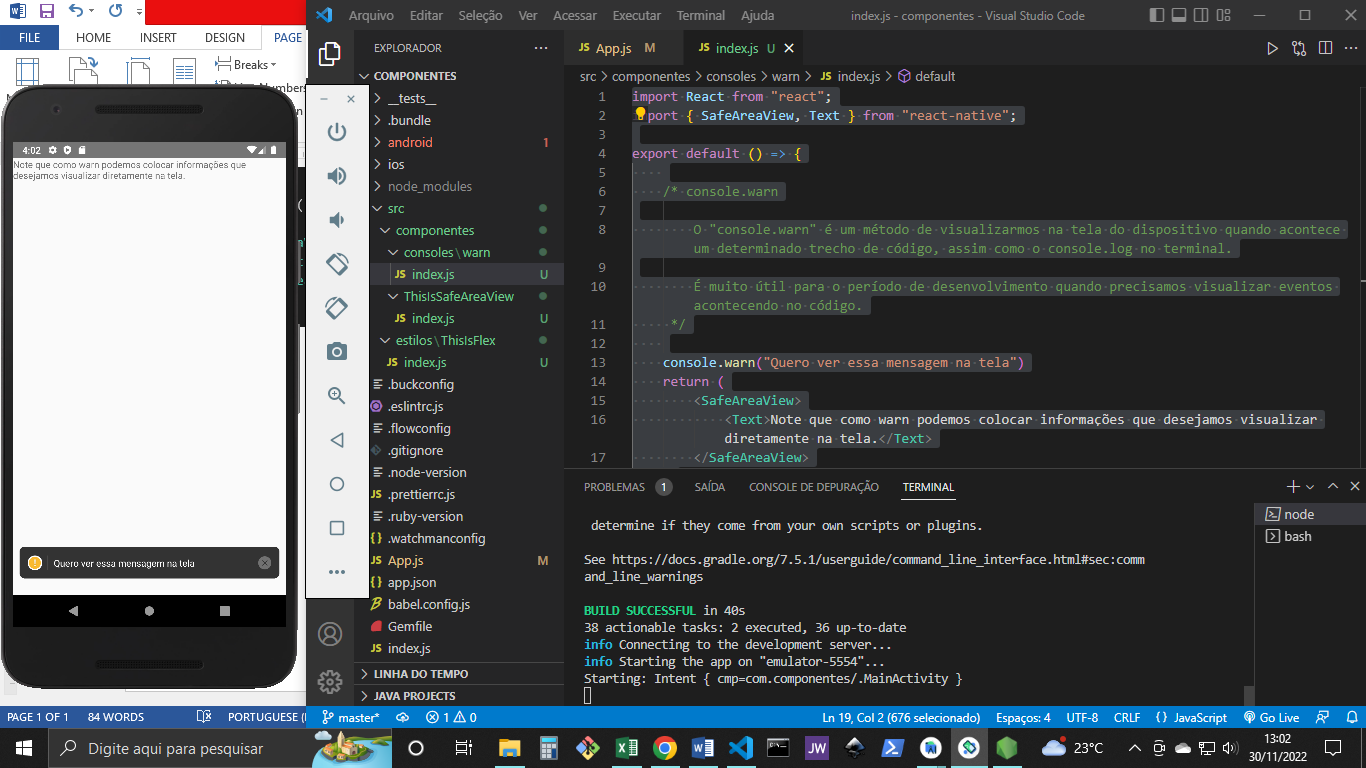 FILE
HOME
INSERT
DESIGN
PAGE
Breaks
Numbers
4:02
Note que como warn podemos colocar informações que
desejamos visualizar diretamente na tela.
Quero ver essa mensagem na tela
PAGE 1 OF 1
84 WORDS
PORTUGUESE (
Arquivo
Editar
Seleção
Ver
Acessar
Executar
Terminal
Ajuda
index.js - componentes - Visual Studio Code
EXPLORADOR
COMPONENTES
__tests__
.bundle
android 1
ios
node_modules
src
componentes
consoles\warn
JS index.js U
ThisIsSafeAreaView
JS index.js U
estilos\ThisIsFlex
JS index.js U
.buckconfig
.eslintrc.js
.flowconfig
.gitignore
.node-version
JS .prettierrc.js
.ruby-version
{} .watchmanconfig
JS App.js M
{} app.json
babel.config.js
Gemfile
JS index.js
LINHA DO TEMPO
JAVA PROJECTS
JS App.js M
JS index.js U
src > componentes > consoles > warn > JS index.js > default
1 import React from "react";
2 port { SafeAreaView, Text } from "react-native";
3
4 export default () => {
5
6 /* console.warn
7
8 O "console.warn" é um método de visualizarmos na tela do dispositivo quando acontece
um determinado trecho de código, assim como o console.log no terminal.
9
10 É muito útil para o período de desenvolvimento quando precisamos visualizar eventos
acontecendo no código.
11 */
12
13 console.warn("Quero ver essa mensagem na tela")
14 return (
15 <SafeAreaView>
16 <Text>Note que como warn podemos colocar informações que desejamos visualizar
diretamente na tela.</Text>
17 </SafeAreaView>
PROBLEMAS 1
SAÍDA
CONSOLE DE DEPURAÇÃO
TERMINAL
node
bash
determine if they come from your own scripts or plugins.
See https://docs.gradle.org/7.5.1/userguide/command_line_interface.html#sec:comm
and_line_warnings
BUILD SUCCESSFUL in 40s
38 actionable tasks: 2 executed, 36 up-to-date
info Connecting to the development server...
info Starting the app on "emulator-5554"...
Starting: Intent { cmp=com.componentes/.MainActivity }
master*
1 0
Ln 19, Col 2 (676 selecionado)
Espaços: 4
UTF-8
CRLF
{ } JavaScript
Go Live
Digite aqui para pesquisar
JW
23°C
13:02
30/11/2022